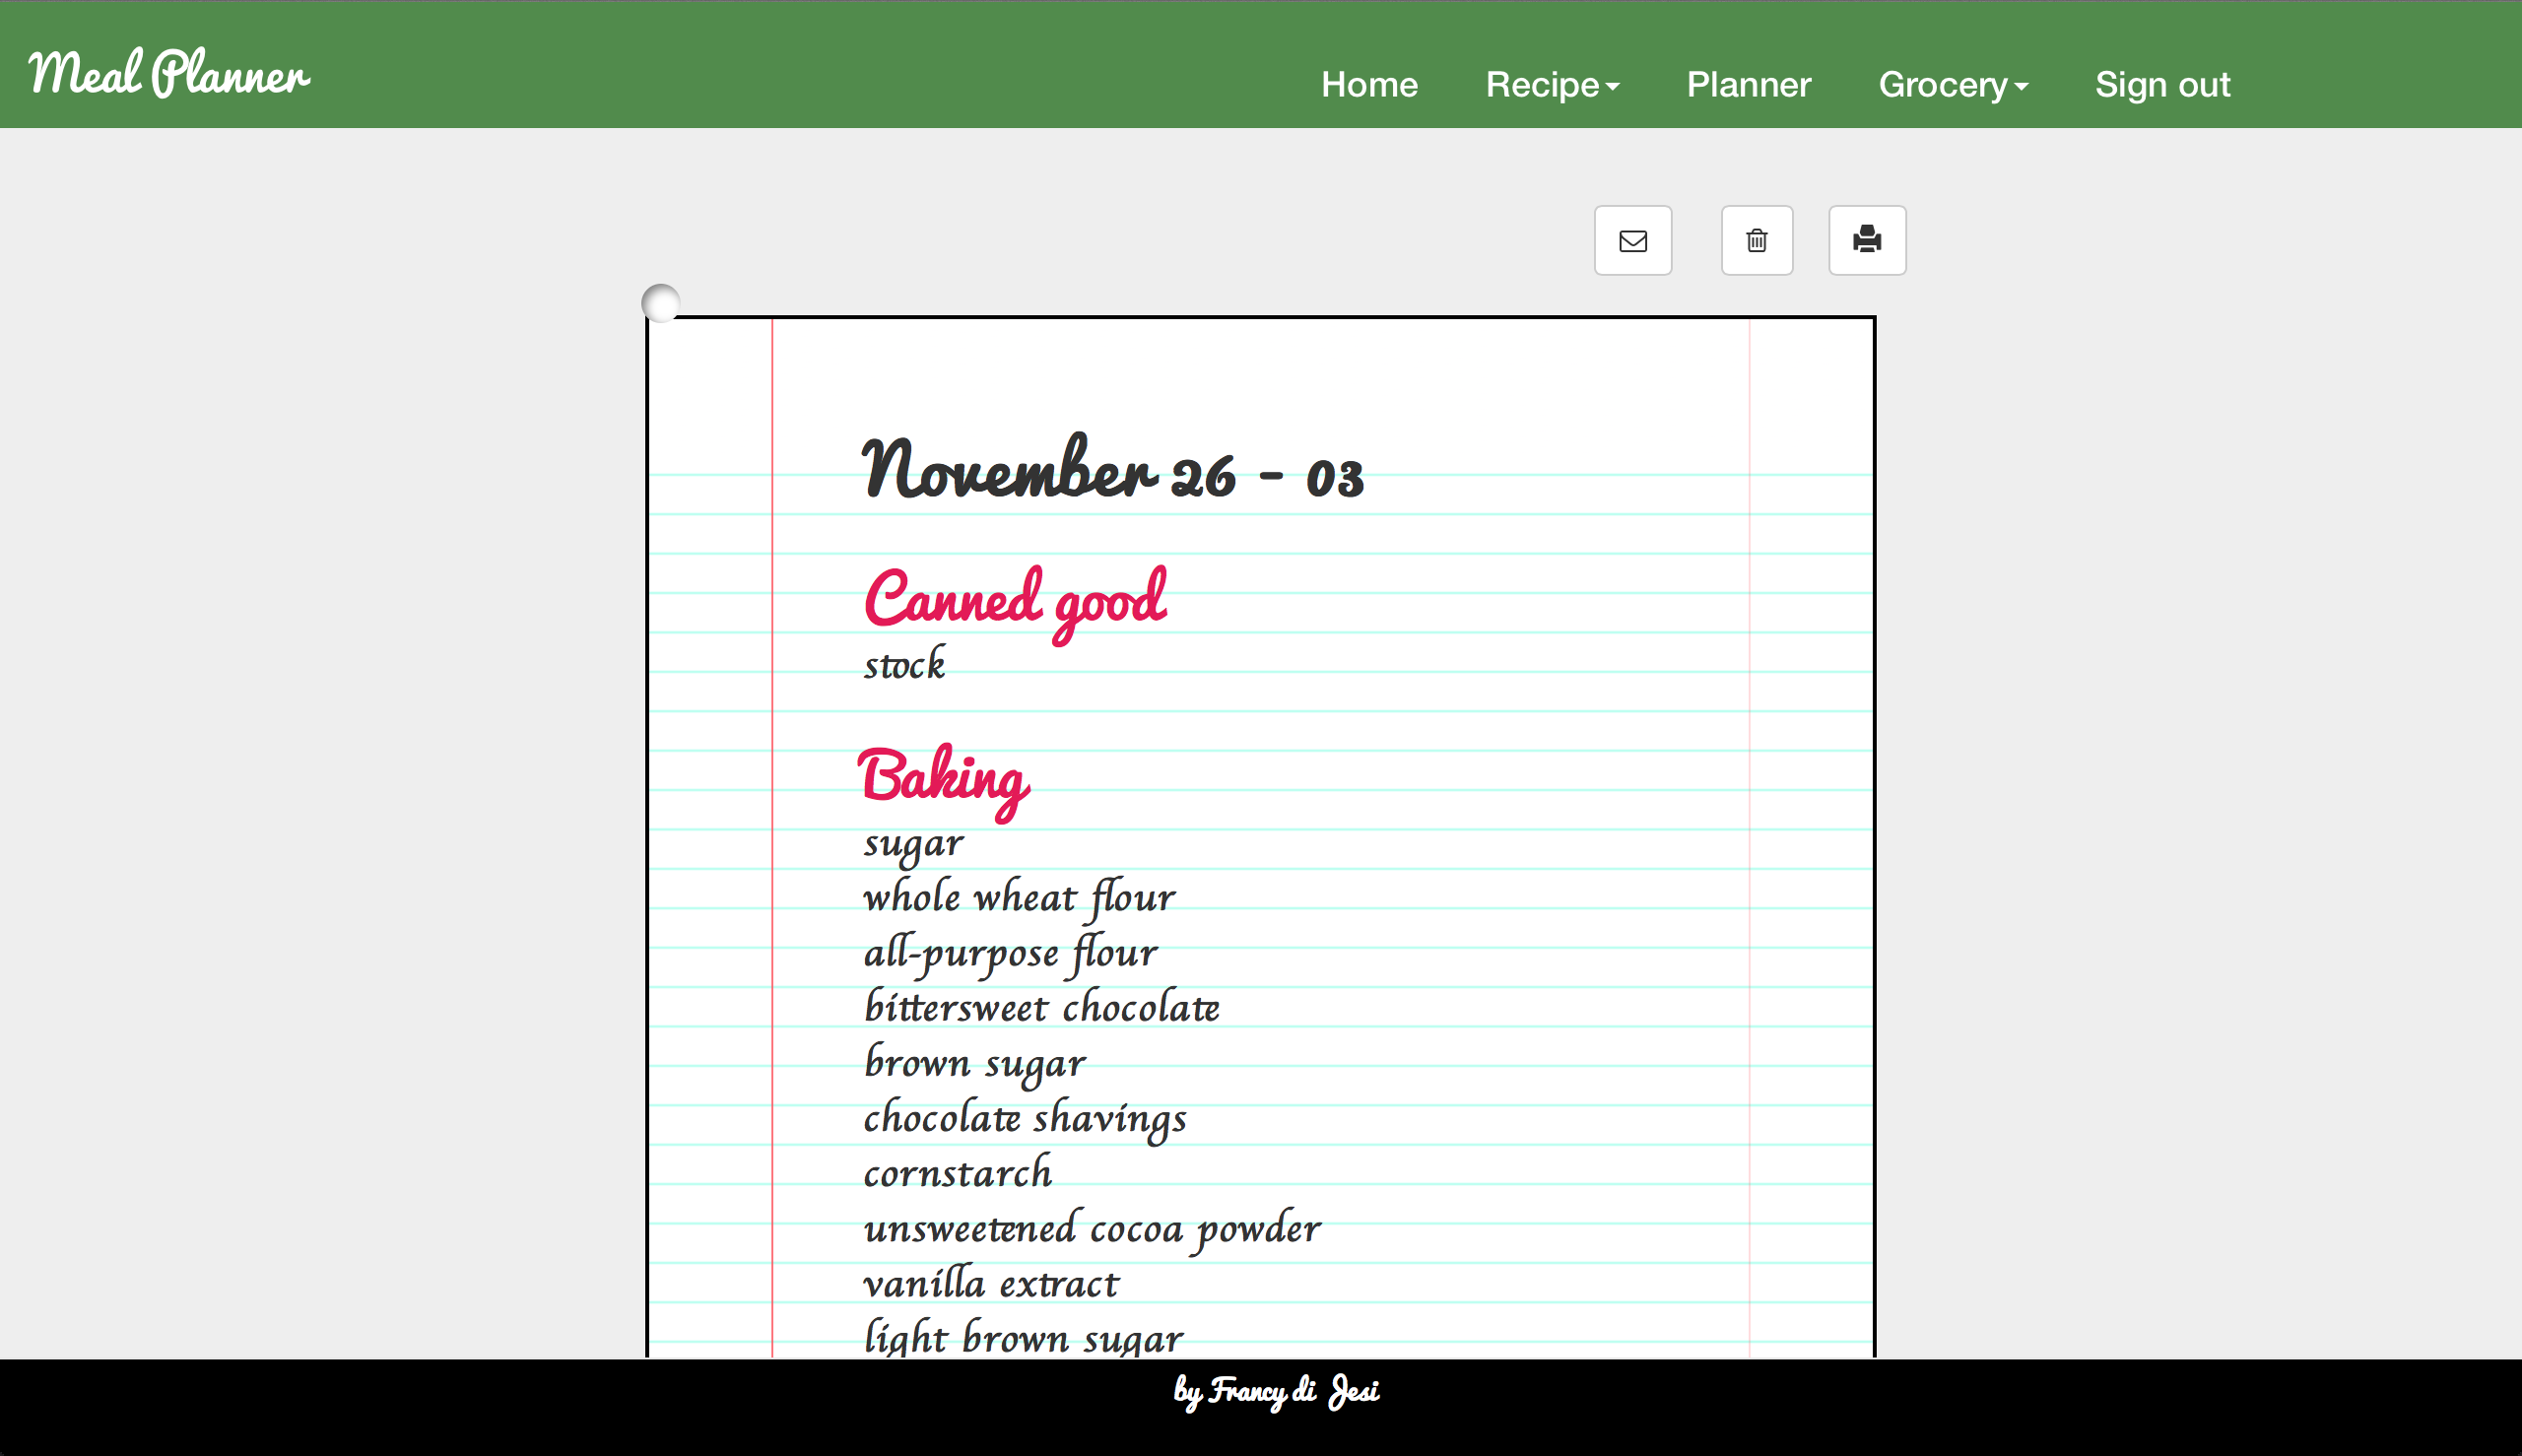 Meal Planner
Home Recipe Planner Grocery Sign out
November 26 - 03
Canned good
stock
Baking
sugar
whole wheat flour
all-purpose flour
bittersweet chocolate
brown sugar
chocolate shavings
cornstarch
unsweetened cocoa powder
vanilla extract
light brown sugar
by Francy di Jesi